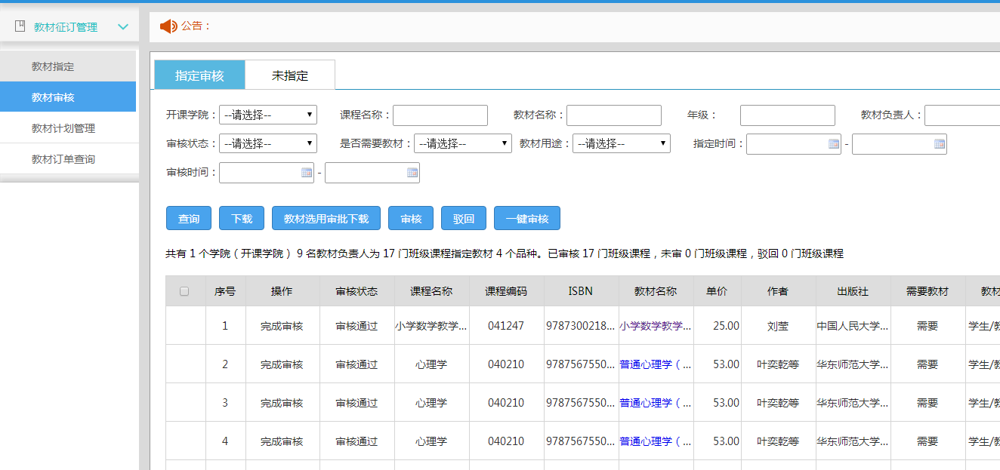 教材征订管理
教材指定
教材审核
教材计划管理
教材订单查询
公告：
指定审核 未指定
开课学院： --请选择-- 课程名称： 教材名称： 年级： 教材负责人：
审核状态： --请选择-- 是否需要教材： --请选择-- 教材用途： --请选择-- 指定时间： -
审核时间： -
查询 下载 教材选用审批下载 审核 驳回 一键审核
共有 1 个学院（开课学院） 9 名教材负责人为 17 门班级课程指定教材 4 个品种。已审核 17 门班级课程，未审 0 门班级课程，驳回 0 门班级课程
序号 操作 审核状态 课程名称 课程编码 ISBN 教材名称 单价 作者 出版社 需要教材 教材
1 完成审核 审核通过 小学数学教学... 041247 9787300218... 小学数学教学... 25.00 刘莹 中国人民大学... 需要 学生/教
2 完成审核 审核通过 心理学 040210 9787567550... 普通心理学（... 53.00 叶奕乾等 华东师范大学... 需要 学生/教
3 完成审核 审核通过 心理学 040210 9787567550... 普通心理学（... 53.00 叶奕乾等 华东师范大学... 需要 学生/教
4 完成审核 审核通过 心理学 040210 9787567550... 普通心理学（... 53.00 叶奕乾等 华东师范大学... 需要 学生/教